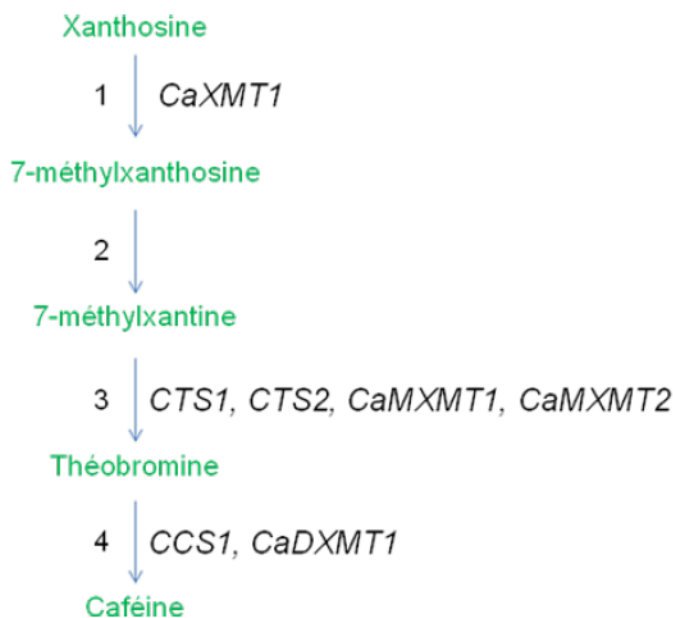 Xanthosine
1 CaXMT1
7-méthylxanthosine
2
7-méthylxantine
3 CTS1, CTS2, CaMXMT1, CaMXMT2
Théobromine
4 CCS1, CaDXMT1
Caféine